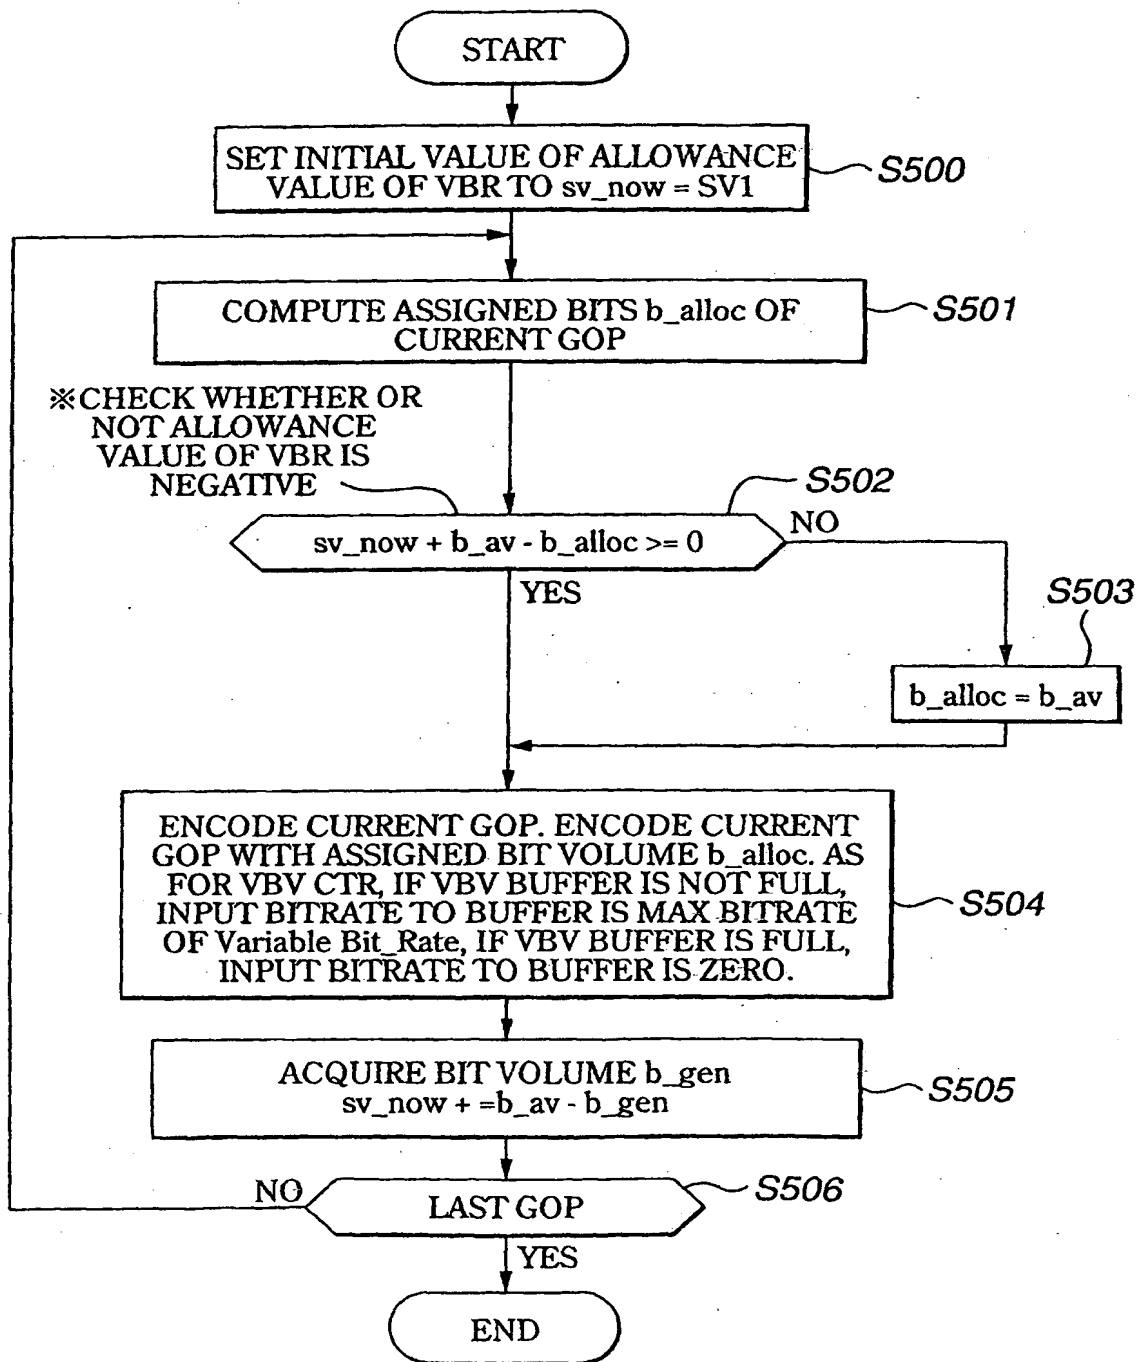 START
SET INITIAL VALUE OF ALLOWANCE
VALUE OF VBR TO sv_now = SV1
S500
COMPUTE ASSIGNED BITS b_alloc OF
CURRENT GOP
S501
※CHECK WHETHER OR
NOT ALLOWANCE
VALUE OF VBR IS
NEGATIVE
S502
sv_now + b_av - b_alloc >= 0
NO
YES
S503
b_alloc = b_av
ENCODE CURRENT GOP. ENCODE CURRENT
GOP WITH ASSIGNED BIT VOLUME b_alloc. AS
FOR VBV CTR, IF VBV BUFFER IS NOT FULL,
INPUT BITRATE TO BUFFER IS MAX BITRATE
OF Variable Bit_Rate, IF VBV BUFFER IS FULL,
INPUT BITRATE TO BUFFER IS ZERO.
S504
ACQUIRE BIT VOLUME b_gen
sv_now + =b_av - b_gen
S505
NO
LAST GOP
S506
YES
END